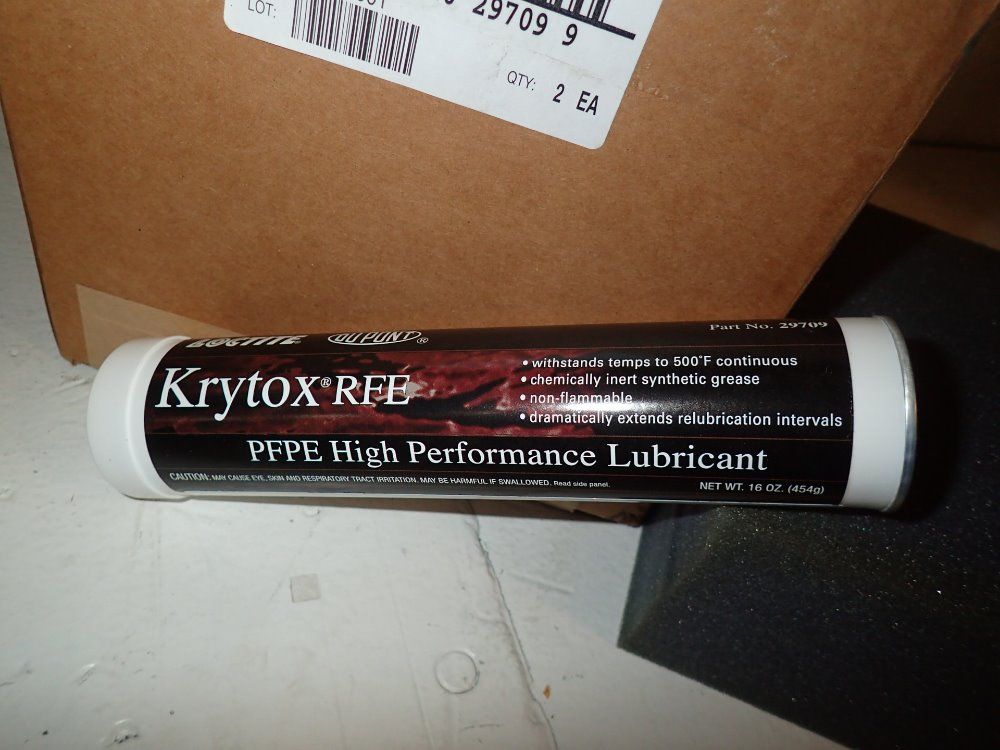 LOT:
29709 9
QTY: 2 EA
LOCTITE
DU PONT®
Part No. 29709
Krytox® RFE
• withstands temps to 500°F continuous
• chemically inert synthetic grease
• non-flammable
• dramatically extends relubrication intervals
PFPE High Performance Lubricant
CAUTION: MAY CAUSE EYE, SKIN AND RESPIRATORY TRACT IRRITATION. MAY BE HARMFUL IF SWALLOWED. Read side panel.
NET WT. 16 OZ. (454g)